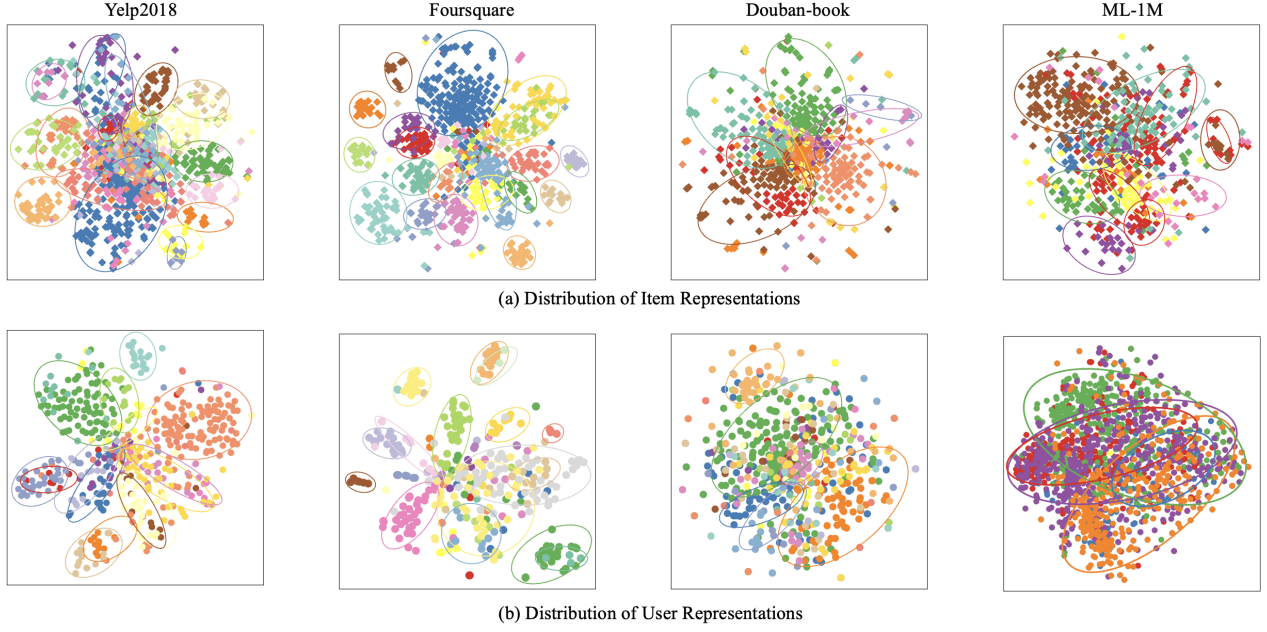 Yelp2018 Foursquare Douban-book ML-1M
(a) Distribution of Item Representations
(b) Distribution of User Representations